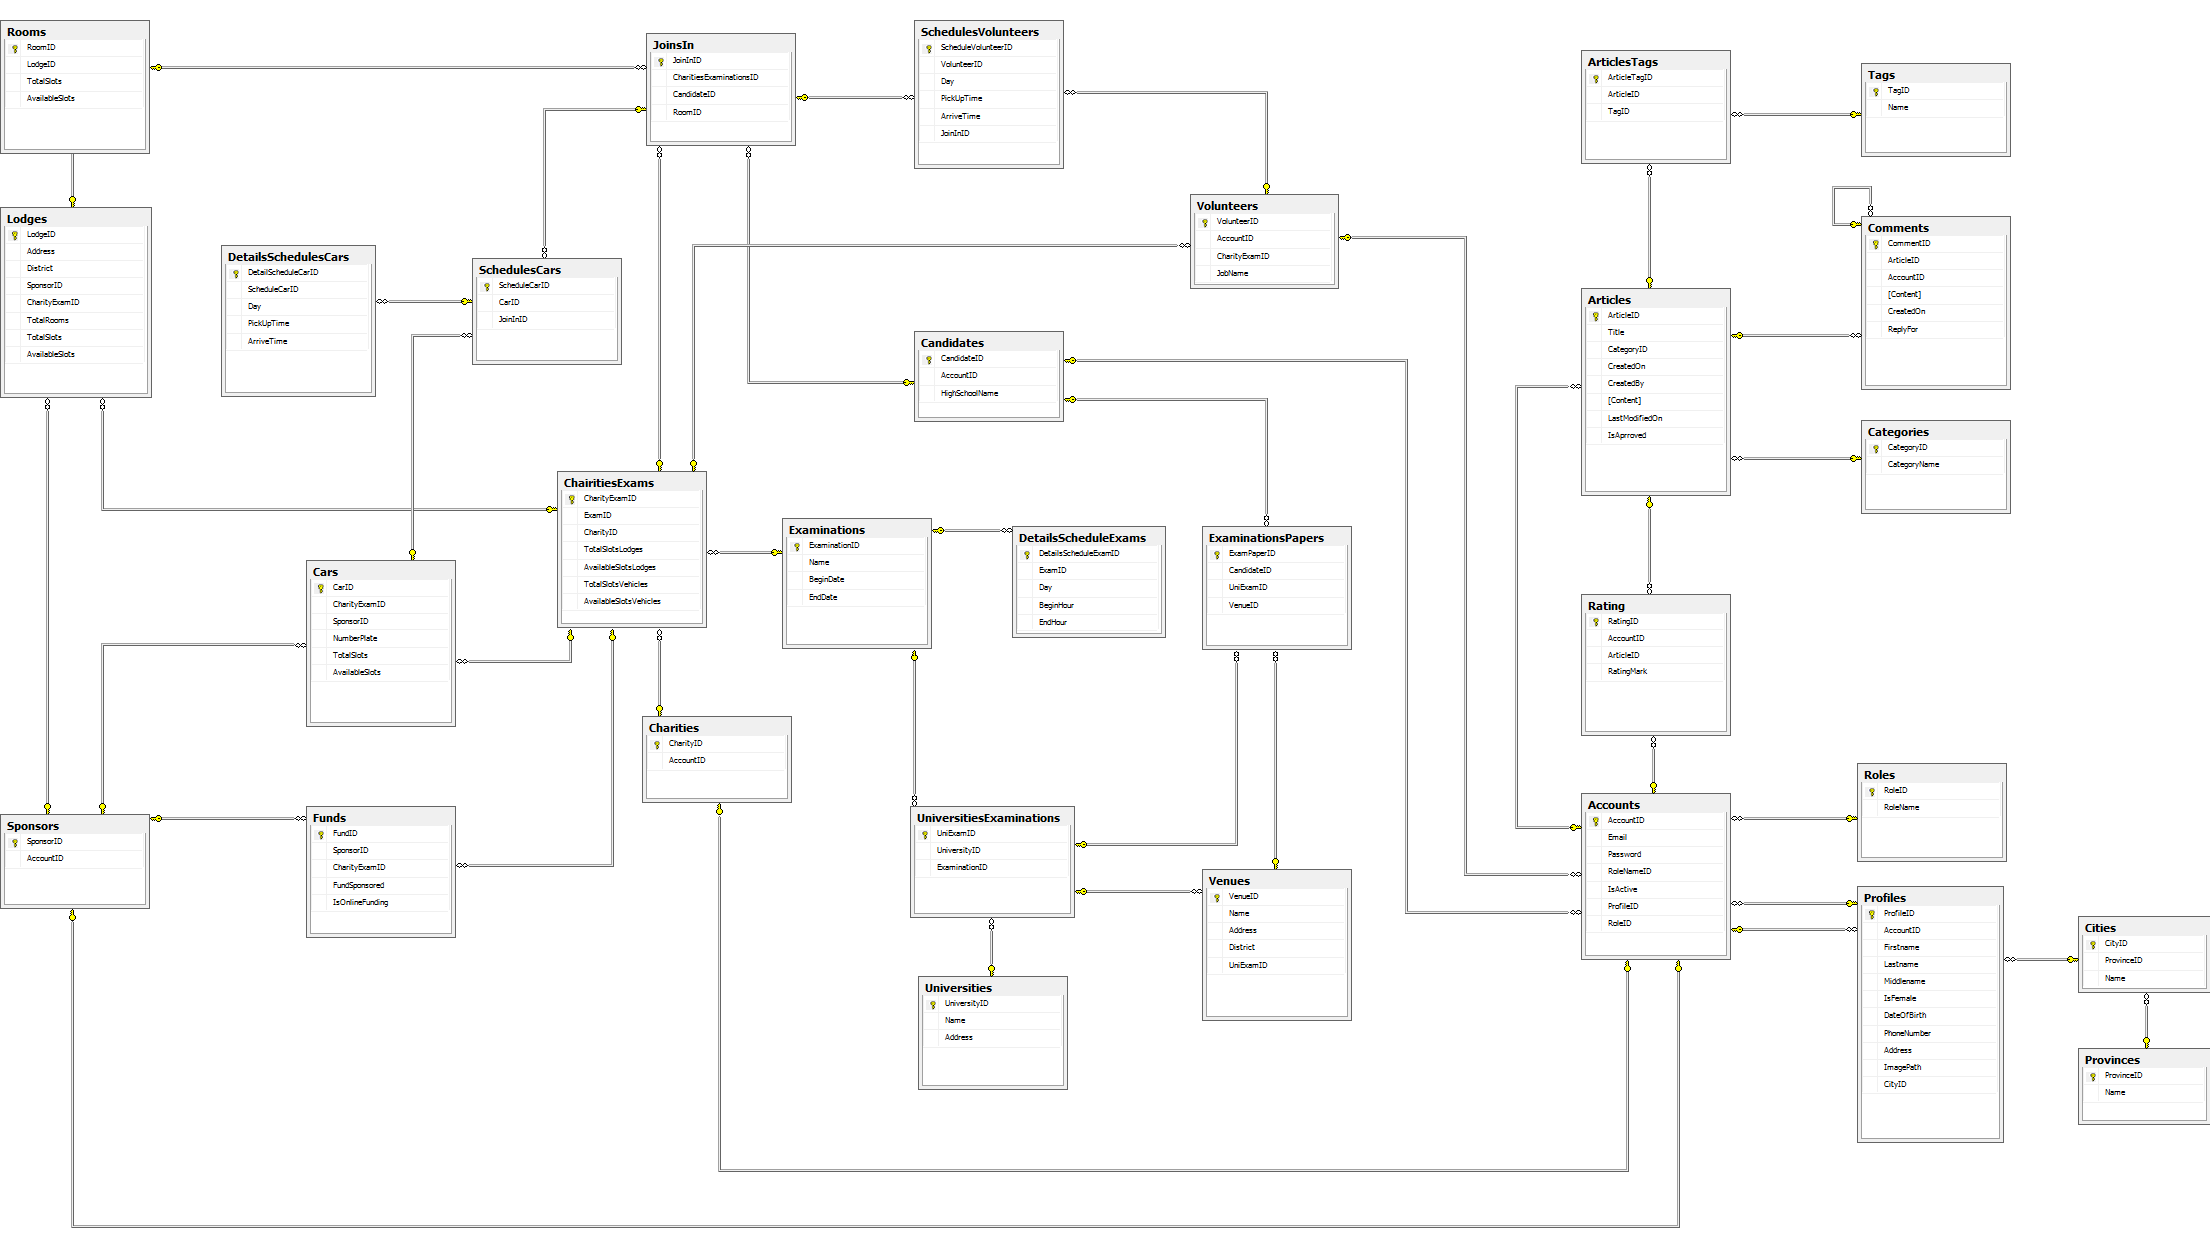 Rooms
RoomID
LodgeID
TotalSlots
AvailableSlots
JoinsIn
JoinInID
CharitiesExaminationsID
CandidateID
RoomID
SchedulesVolunteers
ScheduleVolunteerID
VolunteerID
Day
PickUpTime
ArriveTime
JoinInID
ArticlesTags
ArticleTagID
ArticleID
TagID
Tags
TagID
Name
Lodges
LodgeID
Address
District
SponsorID
CharityExamID
TotalRooms
TotalSlots
AvailableSlots
DetailsSchedulesCars
DetailScheduleCarID
ScheduleCarID
Day
PickUpTime
ArriveTime
SchedulesCars
ScheduleCarID
CarID
JoinInID
Volunteers
VolunteerID
AccountID
CharityExamID
JobName
Comments
CommentID
ArticleID
AccountID
[Content]
CreatedOn
ReplyFor
Candidates
CandidateID
AccountID
HighSchoolName
Articles
ArticleID
Title
CategoryID
CreatedOn
CreatedBy
[Content]
LastModifiedOn
IsAprroved
Categories
CategoryID
CategoryName
ChairitiesExams
CharityExamID
ExamID
CharityID
TotalSlotsLodges
AvailableSlotsLodges
TotalSlotsVehicles
AvailableSlotsVehicles
Examinations
ExaminationID
Name
BeginDate
EndDate
DetailsScheduleExams
DetailsScheduleExamID
ExamID
Day
BeginHour
EndHour
ExaminationsPapers
ExamPaperID
CandidateID
UniExamID
VenueID
Cars
CarID
CharityExamID
SponsorID
NumberPlate
TotalSlots
AvailableSlots
Rating
RatingID
AccountID
ArticleID
RatingMark
Charities
CharityID
AccountID
Sponsors
SponsorID
AccountID
Funds
FundID
SponsorID
CharityExamID
FundSponsored
IsOnlineFunding
UniversitiesExaminations
UniExamID
UniversityID
ExaminationID
Venues
VenueID
Name
Address
District
UniExamID
Accounts
AccountID
Email
Password
RoleNameID
IsActive
ProfileID
RoleID
Roles
RoleID
RoleName
Profiles
ProfileID
AccountID
Firstname
Lastname
Middlename
IsFemale
DateOfBirth
PhoneNumber
Address
ImagePath
CityID
Cities
CityID
ProvinceID
Name
Universities
UniversityID
Name
Address
Provinces
ProvinceID
Name